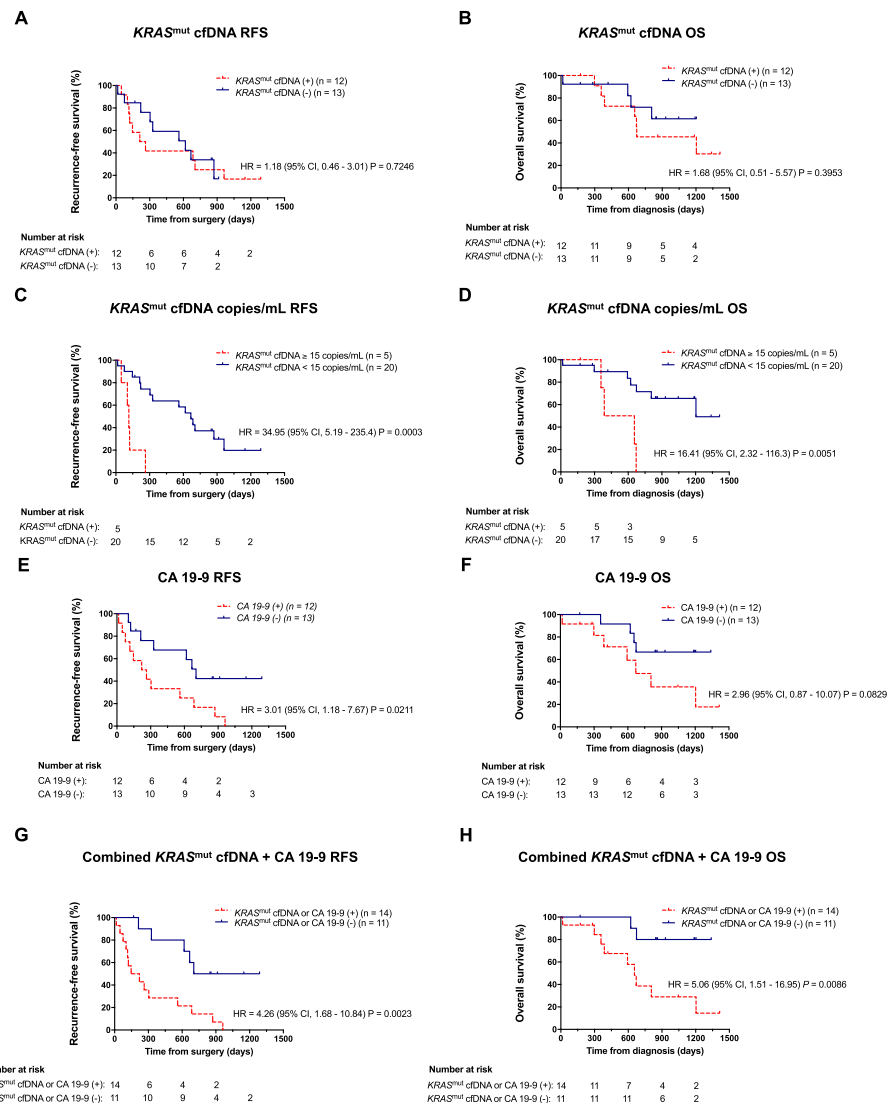 A
KRASmut cfDNA RFS
Recurrence-free survival (%)
100
80
60
40
20
0
KRASmut cfDNA (+) (n = 12)
KRASmut cfDNA (-) (n = 13)
HR = 1.18 (95% CI, 0.46 - 3.01) P = 0.7246
0 300 600 900 1200 1500
Time from surgery (days)
Number at risk
KRASmut cfDNA (+): 12 6 6 4 2
KRASmut cfDNA (-): 13 10 7 2
B
KRASmut cfDNA OS
Overall survival (%)
100
80
60
40
20
0
KRASmut cfDNA (+) (n = 12)
KRASmut cfDNA (-) (n = 13)
HR = 1.68 (95% CI, 0.51 - 5.57) P = 0.3953
0 300 600 900 1200 1500
Time from diagnosis (days)
Number at risk
KRASmut cfDNA (+): 12 11 9 5 4
KRASmut cfDNA (-): 13 11 9 5 2
C
KRASmut cfDNA copies/mL RFS
Recurrence-free survival (%)
100
80
60
40
20
0
KRASmut cfDNA ≥ 15 copies/mL (n = 5)
KRASmut cfDNA < 15 copies/mL (n = 20)
HR = 34.95 (95% CI, 5.19 - 235.4) P = 0.0003
0 300 600 900 1200 1500
Time from surgery (days)
Number at risk
KRASmut cfDNA (+): 5
KRASmut cfDNA (-): 20 15 12 5 2
D
KRASmut cfDNA copies/mL OS
Overall survival (%)
100
80
60
40
20
0
KRASmut cfDNA ≥ 15 copies/mL (n = 5)
KRASmut cfDNA < 15 copies/mL (n = 20)
HR = 16.41 (95% CI, 2.32 - 116.3) P = 0.0051
0 300 600 900 1200 1500
Time from diagnosis (days)
Number at risk
KRASmut cfDNA (+): 5 5 3
KRASmut cfDNA (-): 20 17 15 9 5
E
CA 19-9 RFS
Recurrence-free survival (%)
100
80
60
40
20
0
CA 19-9 (+) (n = 12)
CA 19-9 (-) (n = 13)
HR = 3.01 (95% CI, 1.18 - 7.67) P = 0.0211
0 300 600 900 1200 1500
Time from surgery (days)
Number at risk
CA 19-9 (+): 12 6 4 2
CA 19-9 (-): 13 10 9 4 3
F
CA 19-9 OS
Overall survival (%)
100
80
60
40
20
0
CA 19-9 (+) (n = 12)
CA 19-9 (-) (n = 13)
HR = 2.96 (95% CI, 0.87 - 10.07) P = 0.0829
0 300 600 900 1200 1500
Time from diagnosis (days)
Number at risk
CA 19-9 (+): 12 9 6 4 3
CA 19-9 (-): 13 13 12 6 3
G
Combined KRASmut cfDNA + CA 19-9 RFS
Recurrence-free survival (%)
100
80
60
40
20
0
KRASmut cfDNA or CA 19-9 (+) (n = 14)
KRASmut cfDNA or CA 19-9 (-) (n = 11)
HR = 4.26 (95% CI, 1.68 - 10.84) P = 0.0023
0 300 600 900 1200 1500
Time from surgery (days)
mber at risk
Smut cfDNA or CA 19-9 (+): 14 6 4 2
Smut cfDNA or CA 19-9 (-): 11 10 9 4 2
H
Combined KRASmut cfDNA + CA 19-9 OS
Overall survival (%)
100
80
60
40
20
0
KRASmut cfDNA or CA 19-9 (+) (n = 14)
KRASmut cfDNA or CA 19-9 (-) (n = 11)
HR = 5.06 (95% CI, 1.51 - 16.95) P = 0.0086
0 300 600 900 1200 1500
Time from diagnosis (days)
Number at risk
KRASmut cfDNA or CA 19-9 (+): 14 11 7 4 2
KRASmut cfDNA or CA 19-9 (-): 11 11 11 6 2